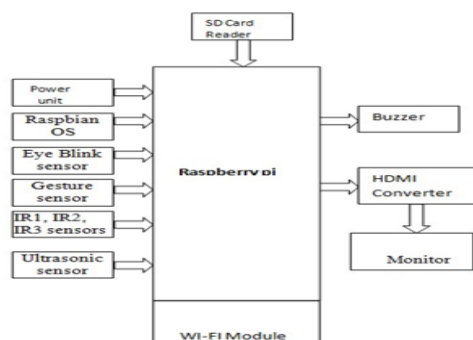 SD Card
Reader
Power
unit
Raspbian
OS
Eye Blink
sensor
Gesture
sensor
IR1, IR2,
IR3 sensors
Ultrasonic
sensor
Raspberry pi
Buzzer
HDMI
Converter
Monitor
WI-FI Module